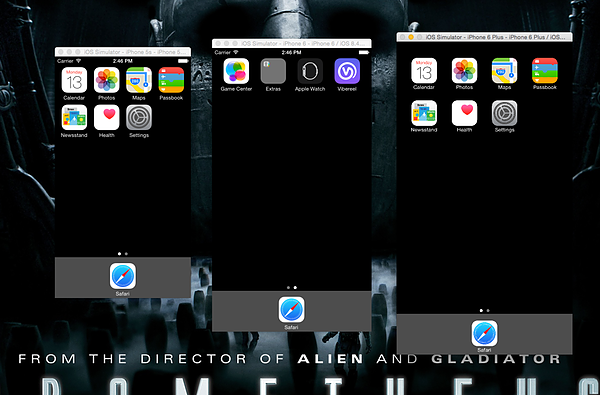 iOS Simulator - iPhone 5s - iPhone 5...
Carrier 2:46 PM
Monday
13
Calendar Photos Maps Passbook
Newsstand Health Settings
Safari
iOS Simulator - iPhone 6 - iPhone 6 / iOS 8.4...
Carrier 2:46 PM
Game Center Extras Apple Watch Vibereel
Safari
iOS Simulator - iPhone 6 Plus - iPhone 6 Plus / iOS...
Monday
13
Calendar Photos Maps Passbook
Newsstand Health Settings
Safari
FROM THE DIRECTOR OF ALIEN AND GLADIATOR